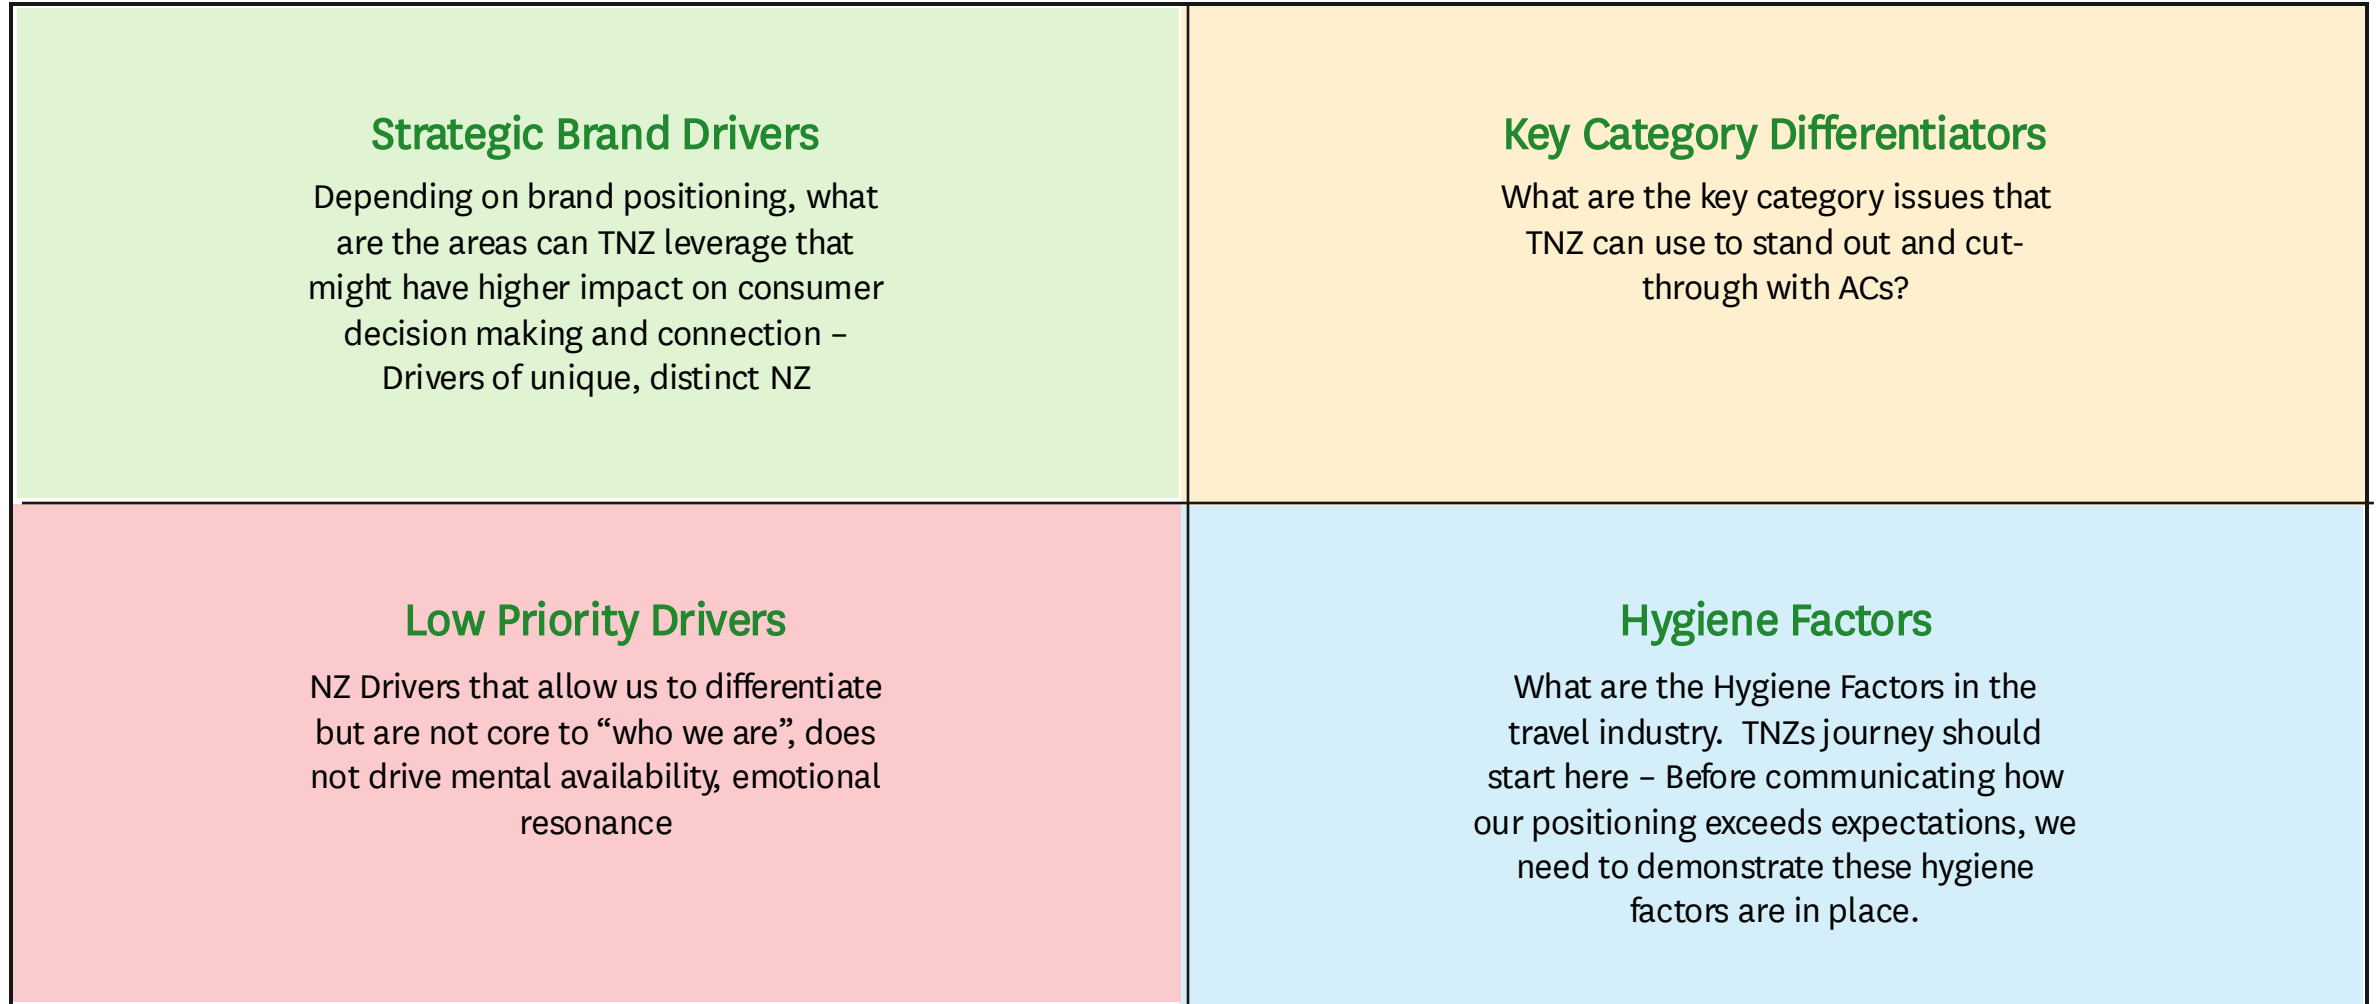 Strategic Brand Drivers
Depending on brand positioning, what
are the areas can TNZ leverage that
might have higher impact on consumer
decision making and connection –
Drivers of unique, distinct NZ
Key Category Differentiators
What are the key category issues that
TNZ can use to stand out and cut-
through with ACs?
Low Priority Drivers
NZ Drivers that allow us to differentiate
but are not core to “who we are”, does
not drive mental availability, emotional
resonance
Hygiene Factors
What are the Hygiene Factors in the
travel industry.  TNZs journey should
start here – Before communicating how
our positioning exceeds expectations, we
need to demonstrate these hygiene
factors are in place.